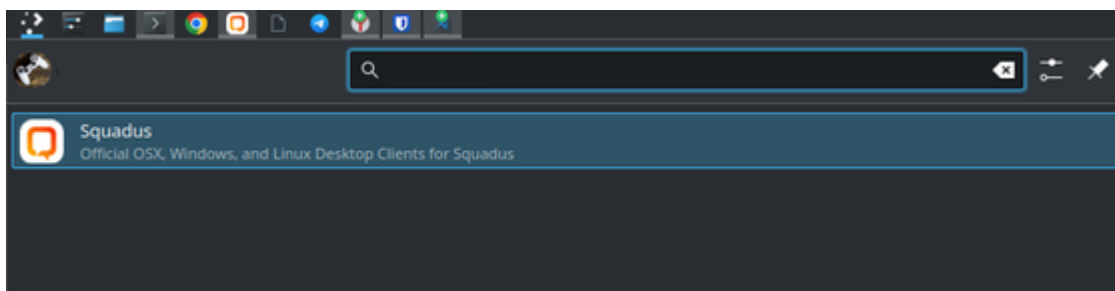 Squadus
Official OSX, Windows, and Linux Desktop Clients for Squadus